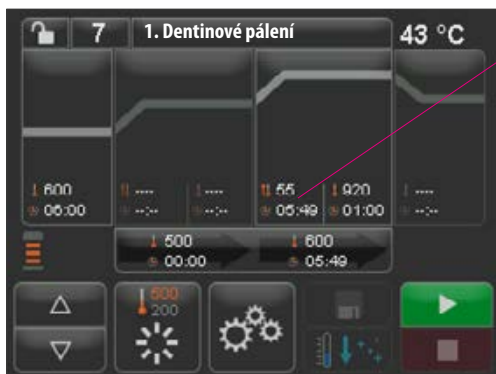 7 1. Dentinové pálení 43 °C
600 ---- ---- 55 920 ----
06:00 --:-- --:-- 05:49 01:00 --:--
500 600
00:00 05:49
500
200